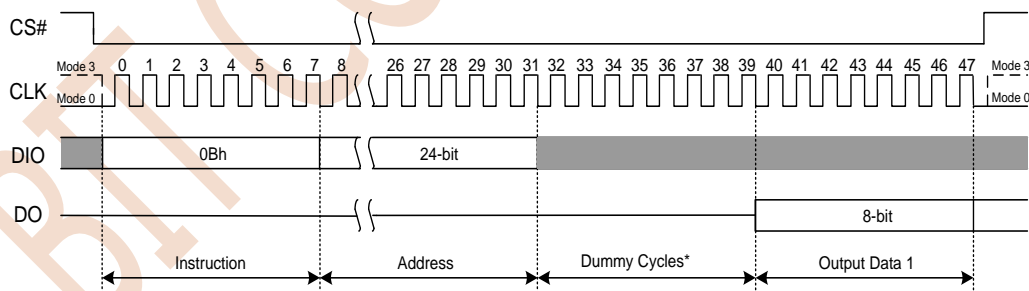 CS#
Mode 3 0 1 2 3 4 5 6 7 8 26 27 28 29 30 31 32 33 34 35 36 37 38 39 40 41 42 43 44 45 46 47 Mode 3
CLK Mode 0 Mode 0
DIO 0Bh 24-bit
DO 8-bit
Instruction Address Dummy Cycles* Output Data 1